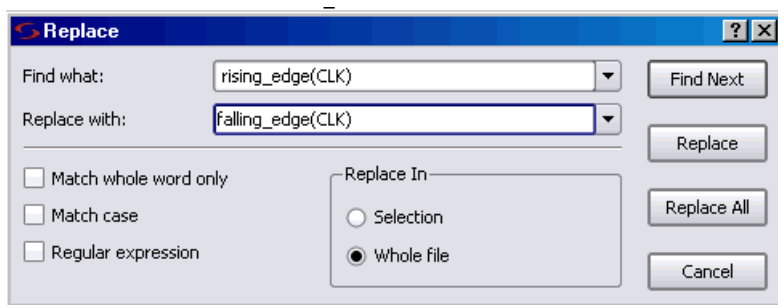 Replace
Find what: rising_edge(CLK) Find Next
Replace with: falling_edge(CLK)
Replace
Match whole word only Replace In
Match case Selection Replace All
Regular expression Whole file
Cancel